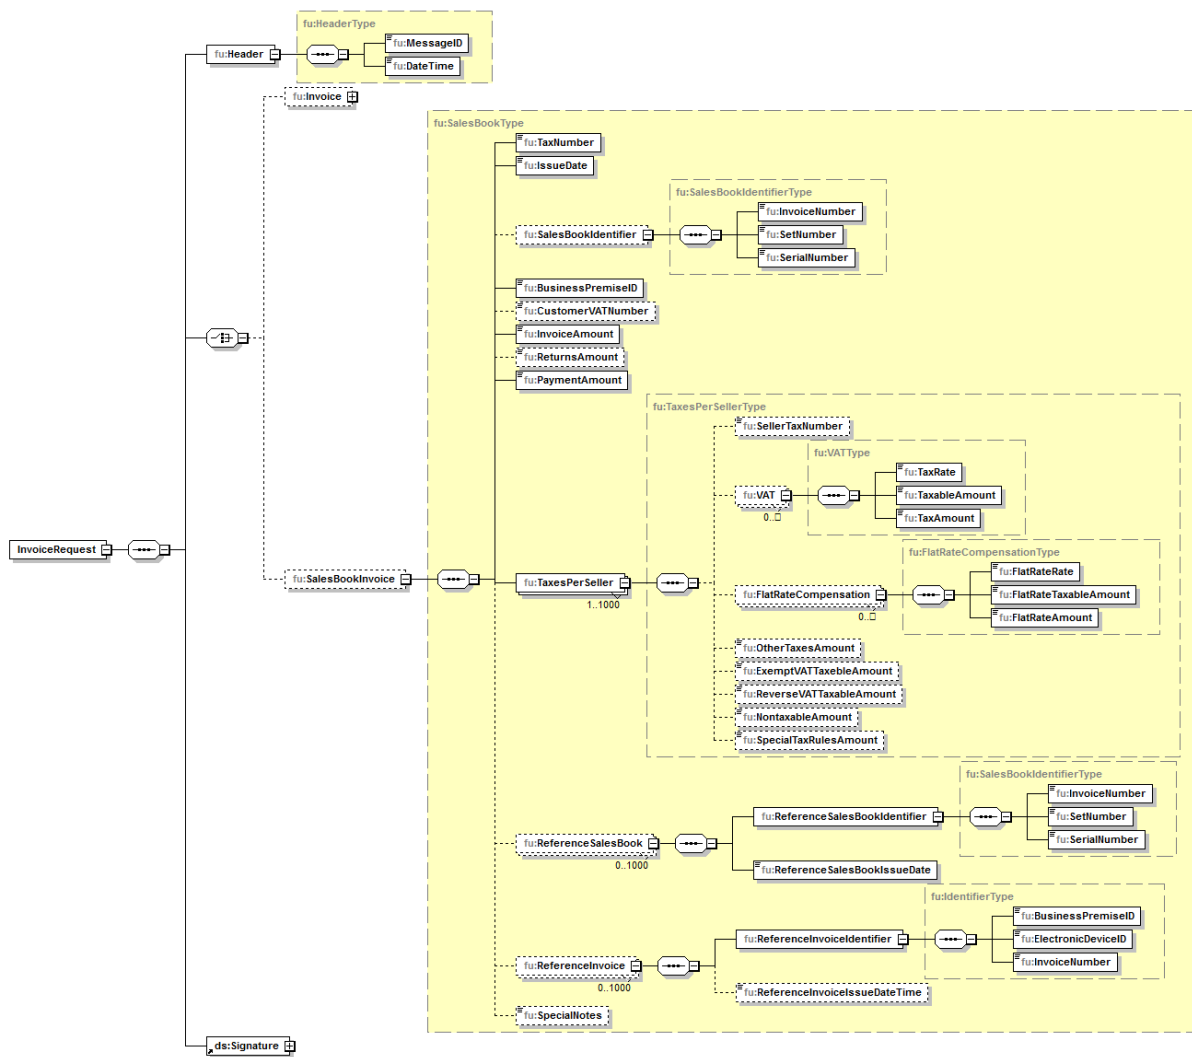 fu:HeaderType
fu:Header
fu:MessageID
fu:DateTime
fu:Invoice
fu:SalesBookType
fu:TaxNumber
fu:IssueDate
fu:SalesBookIdentifierType
fu:SalesBookIdentifier
fu:InvoiceNumber
fu:SetNumber
fu:SerialNumber
fu:BusinessPremiseID
fu:CustomerVATNumber
fu:InvoiceAmount
fu:ReturnsAmount
fu:PaymentAmount
fu:TaxesPerSellerType
fu:SellerTaxNumber
fu:VATType
fu:VAT
0..□
fu:TaxRate
fu:TaxableAmount
fu:TaxAmount
InvoiceRequest
fu:SalesBookInvoice
fu:TaxesPerSeller
1..1000
fu:FlatRateCompensationType
fu:FlatRateCompensation
0..□
fu:FlatRateRate
fu:FlatRateTaxableAmount
fu:FlatRateAmount
fu:OtherTaxesAmount
fu:ExemptVATTaxebleAmount
fu:ReverseVATTaxableAmount
fu:NontaxableAmount
fu:SpecialTaxRulesAmount
fu:SalesBookIdentifierType
fu:ReferenceSalesBook
0..1000
fu:ReferenceSalesBookIdentifier
fu:InvoiceNumber
fu:SetNumber
fu:SerialNumber
fu:ReferenceSalesBookIssueDate
fu:IdentifierType
fu:ReferenceInvoice
0..1000
fu:ReferenceInvoiceIdentifier
fu:BusinessPremiseID
fu:ElectronicDeviceID
fu:InvoiceNumber
fu:ReferenceInvoiceIssueDateTime
fu:SpecialNotes
ds:Signature